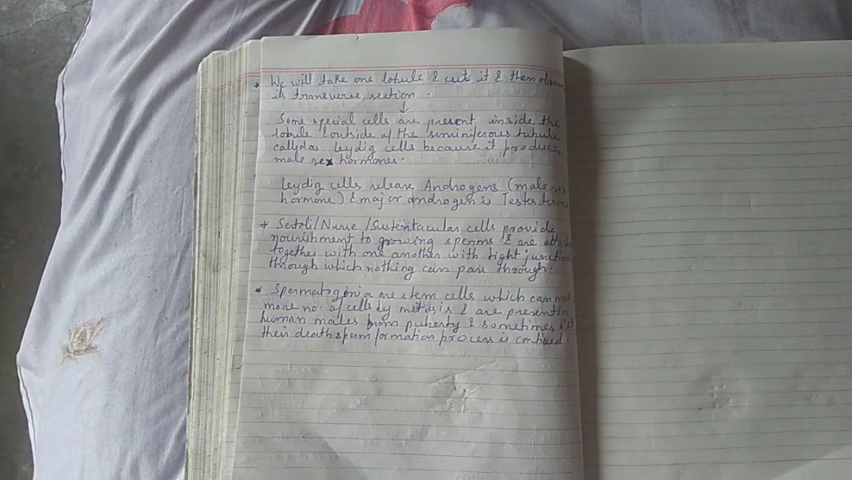 We will take one lobule & cut it & then obser
its transverse section.
↓
Some special cells are present inside the
lobule & outside of the seminiferous tubule
called as Leydig cells because it produces
male sex hormones.
Leydig cells release Androgens (male sex
hormone) & major androgen is Testosterone
* Sertoli/Nurse/Sustentacular cells provide
nourishment to growing sperms & are attach
together with one another with tight junction
through which nothing can pass through.
* Spermatogonia are stem cells which can make
more no. of cells by mitosis & are present in
human males from puberty & sometimes till
their death sperm formation process is continued.